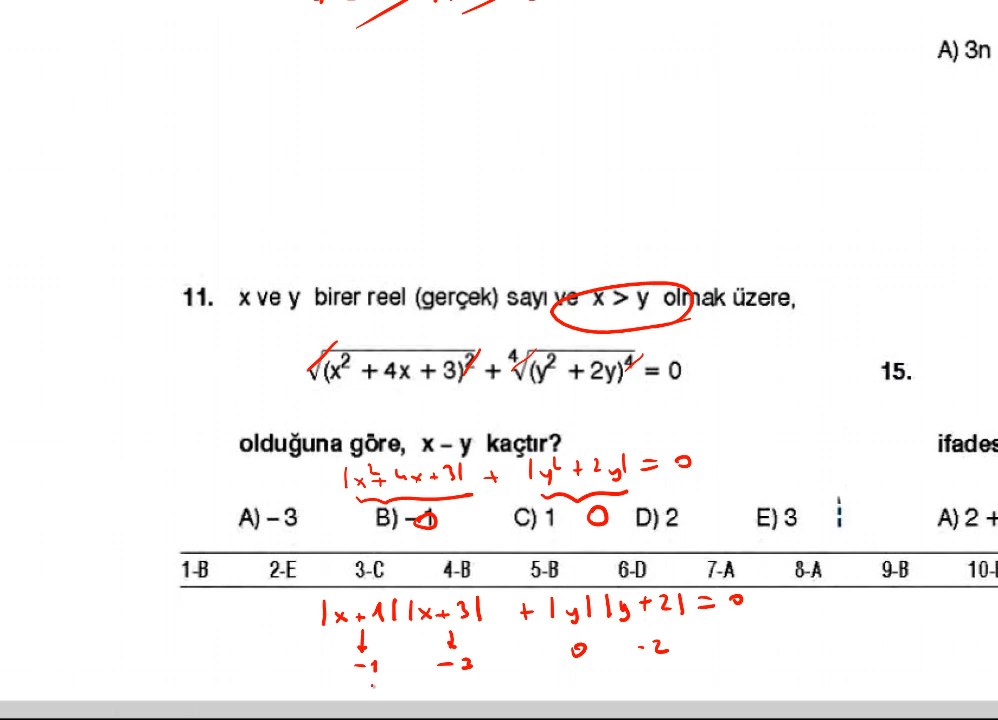 A) 3n
11. x ve y birer reel (gerçek) sayı ve x > y olmak üzere,
√(x² + 4x + 3)² + ⁴√(y² + 2y)⁴ = 0
15.
olduğuna göre, x – y kaçtır?
ifades
|x²+4x+3| + |y²+2y| = 0
A) – 3 B) – 1 C) 1 D) 2 E) 3
0 0
A) 2 +
1-B 2-E 3-C 4-B 5-B 6-D 7-A 8-A 9-B 10-
|x+1||x+3| + |y||y+2| = 0
-1 -3 0 -2